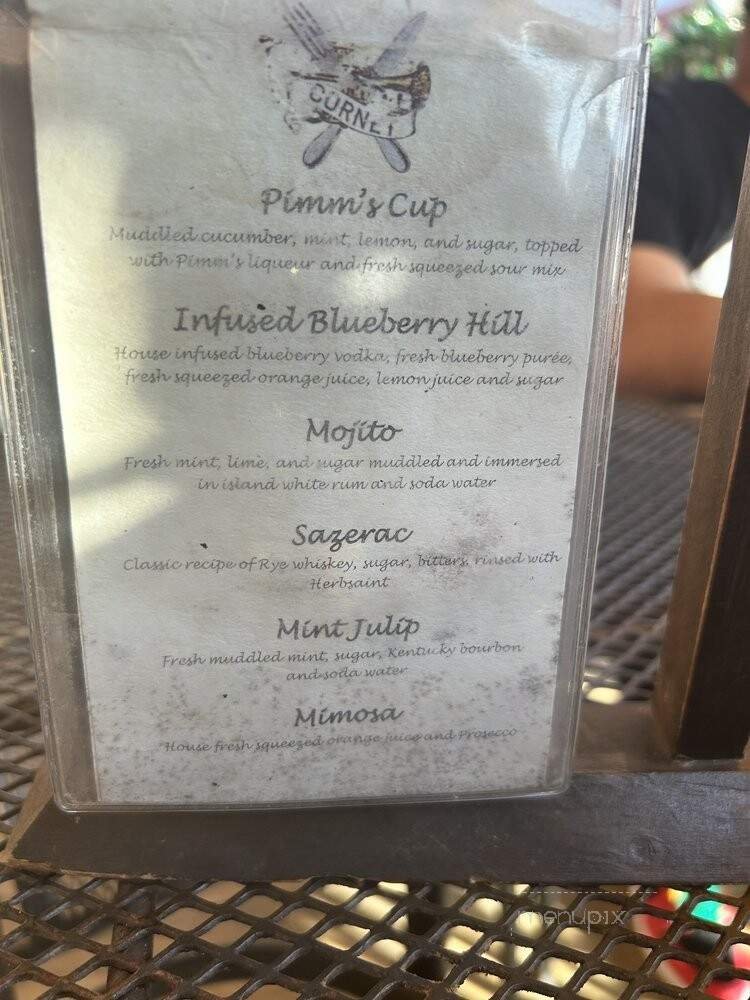 CORNET
Pimm's Cup
Muddled cucumber, mint, lemon, and sugar, topped
with Pimm's liqueur and fresh squeezed sour mix
Infused Blueberry Hill
House infused blueberry vodka, fresh blueberry purée,
fresh squeezed orange juice, lemon juice and sugar
Mojito
Fresh mint, lime, and sugar muddled and immersed
in island white rum and soda water
Sazerac
Classic recipe of Rye whiskey, sugar, bitters, rinsed with
Herbsaint
Mint Julip
Fresh muddled mint, sugar, Kentucky bourbon
and soda water
Mimosa
House fresh squeezed orange juice and Prosecco
menupix